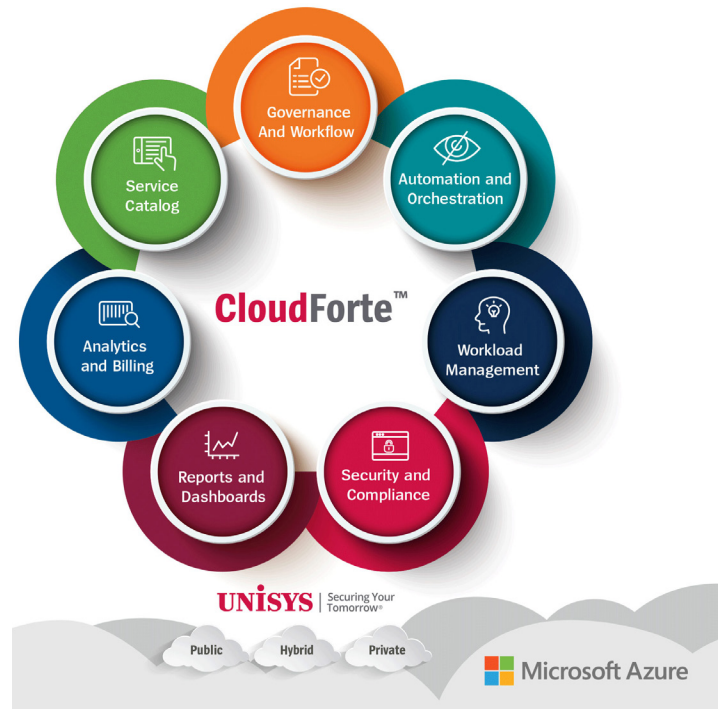 Governance
And Workflow
Service
Catalog
Automation and
Orchestration
CloudForte™
Analytics
and Billing
Workload
Management
Reports and
Dashboards
Security and
Compliance
UNiSYS
Securing Your
Tomorrow®
Public
Hybrid
Private
Microsoft Azure